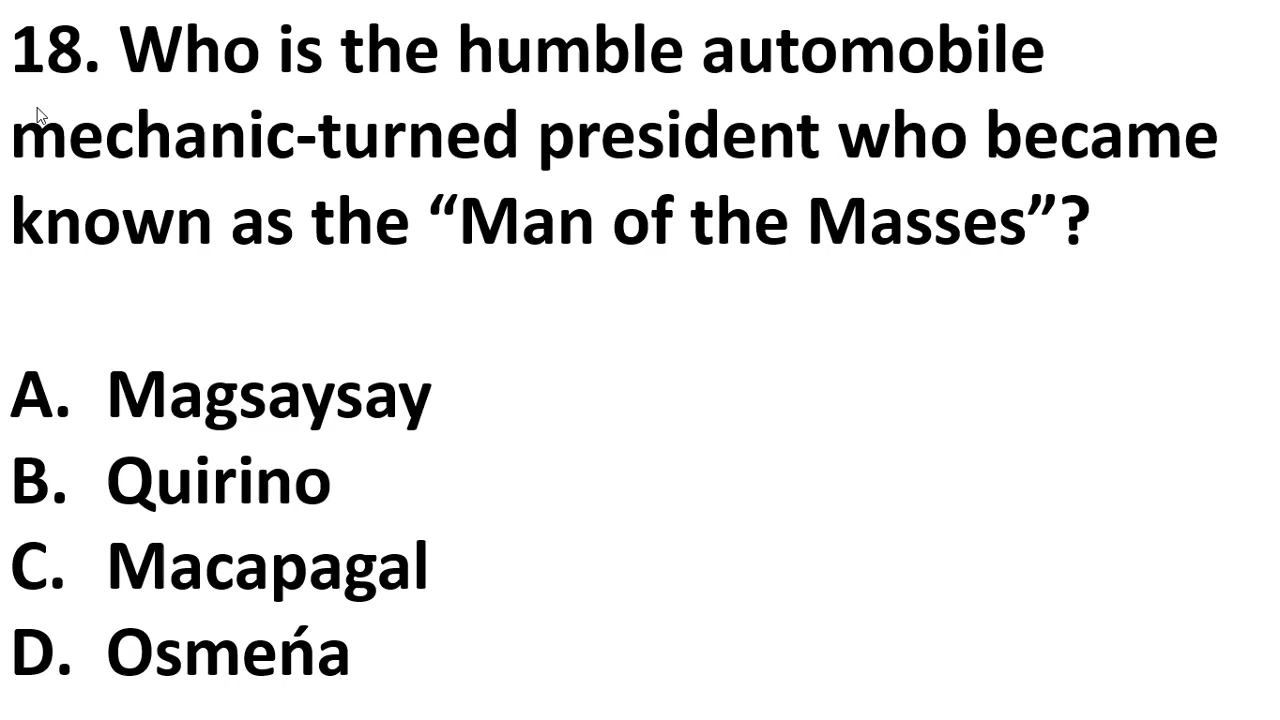 18. Who is the humble automobile
mechanic-turned president who became
known as the “Man of the Masses”?
A. Magsaysay
B. Quirino
C. Macapagal
D. Osmeńa